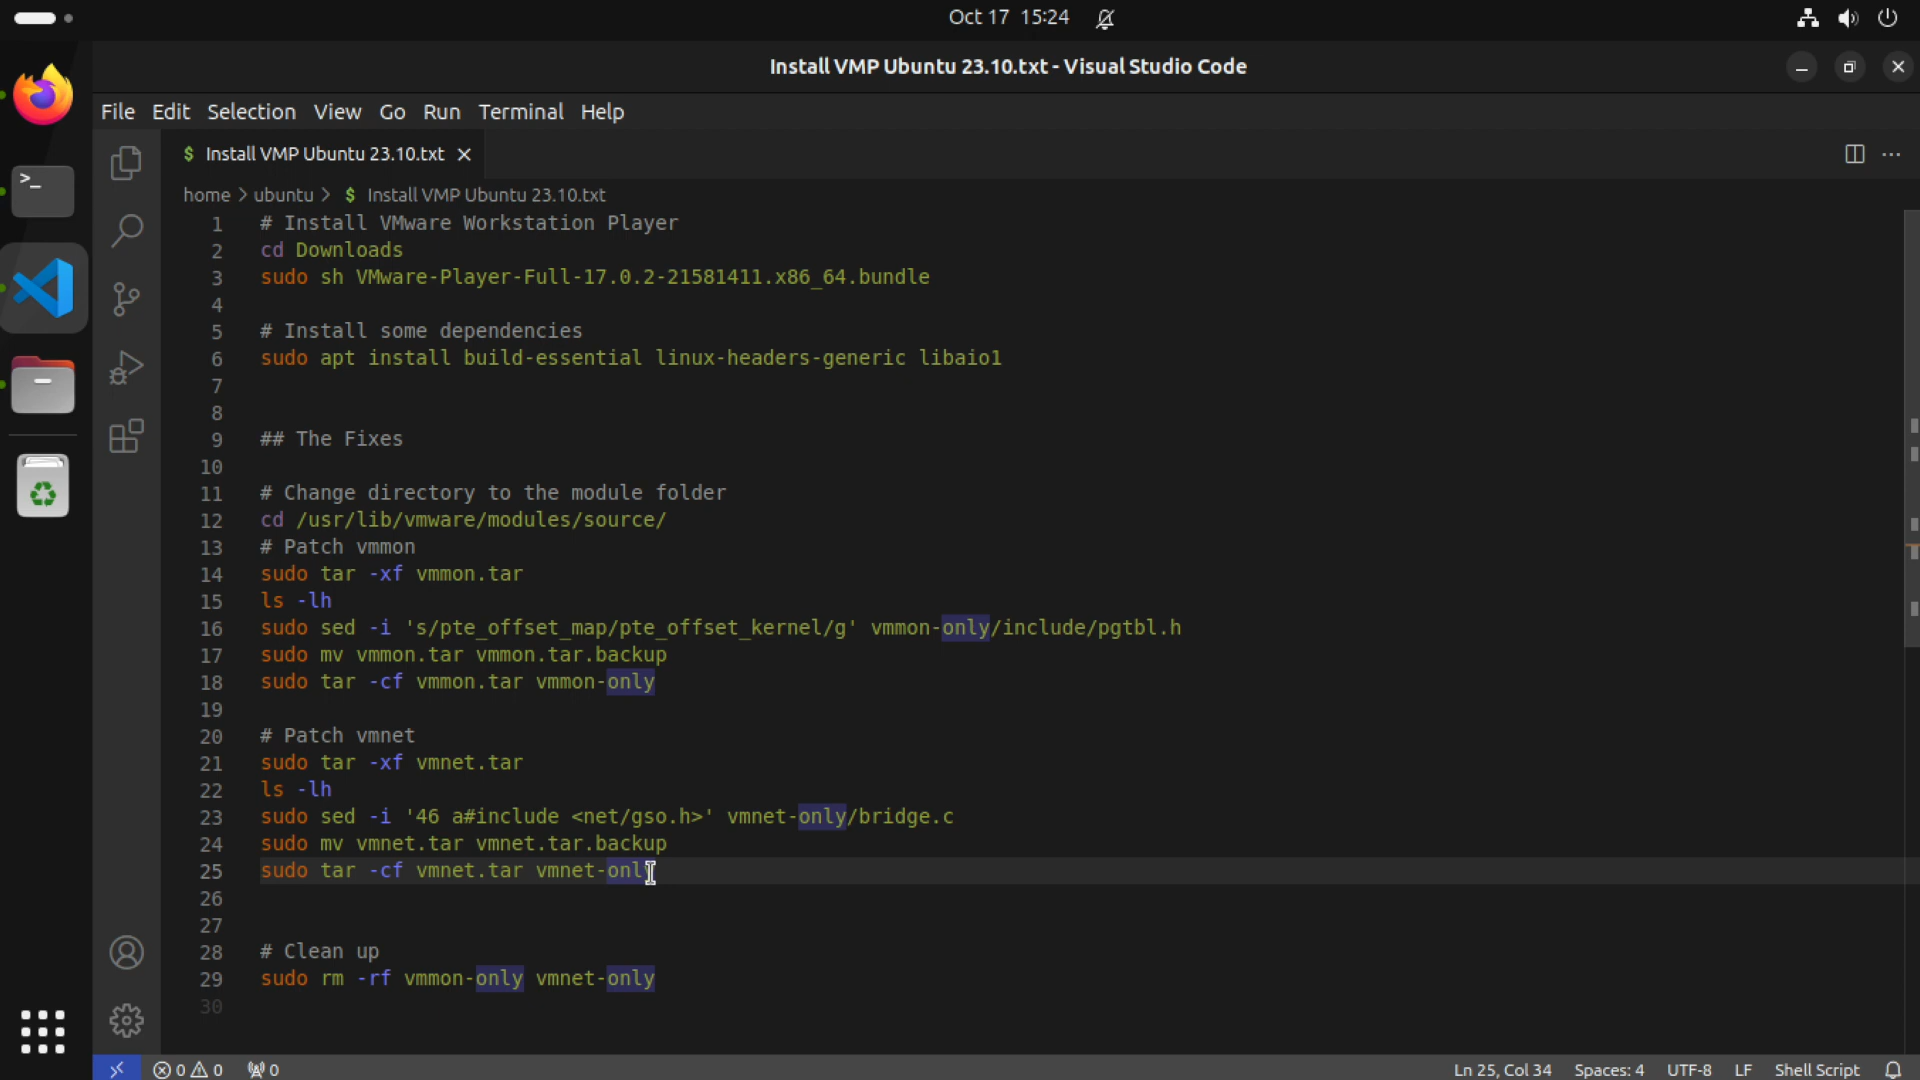 Oct 17 15:24
Install VMP Ubuntu 23.10.txt - Visual Studio Code
File Edit Selection View Go Run Terminal Help
$ Install VMP Ubuntu 23.10.txt
home > ubuntu > $ Install VMP Ubuntu 23.10.txt
1 # Install VMware Workstation Player
2 cd Downloads
3 sudo sh VMware-Player-Full-17.0.2-21581411.x86_64.bundle
4
5 # Install some dependencies
6 sudo apt install build-essential linux-headers-generic libaio1
7
8
9 ## The Fixes
10
11 # Change directory to the module folder
12 cd /usr/lib/vmware/modules/source/
13 # Patch vmmon
14 sudo tar -xf vmmon.tar
15 ls -lh
16 sudo sed -i 's/pte_offset_map/pte_offset_kernel/g' vmmon-only/include/pgtbl.h
17 sudo mv vmmon.tar vmmon.tar.backup
18 sudo tar -cf vmmon.tar vmmon-only
19
20 # Patch vmnet
21 sudo tar -xf vmnet.tar
22 ls -lh
23 sudo sed -i '46 a#include <net/gso.h>' vmnet-only/bridge.c
24 sudo mv vmnet.tar vmnet.tar.backup
25 sudo tar -cf vmnet.tar vmnet-only
26
27
28 # Clean up
29 sudo rm -rf vmmon-only vmnet-only
30
0 0 0 Ln 25, Col 34 Spaces: 4 UTF-8 LF Shell Script